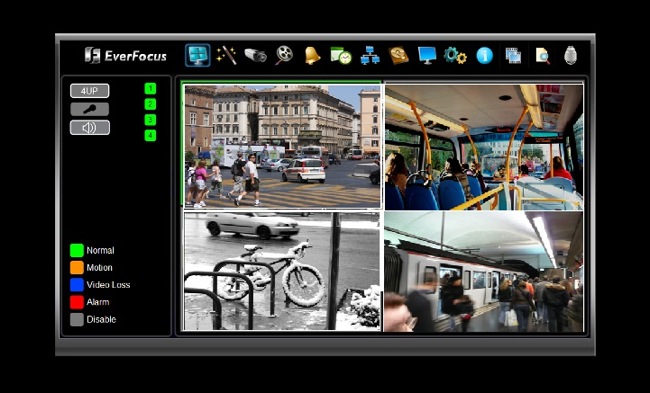 EverFocus
4UP
1
2
3
4
Normal
Motion
Video Loss
Alarm
Disable